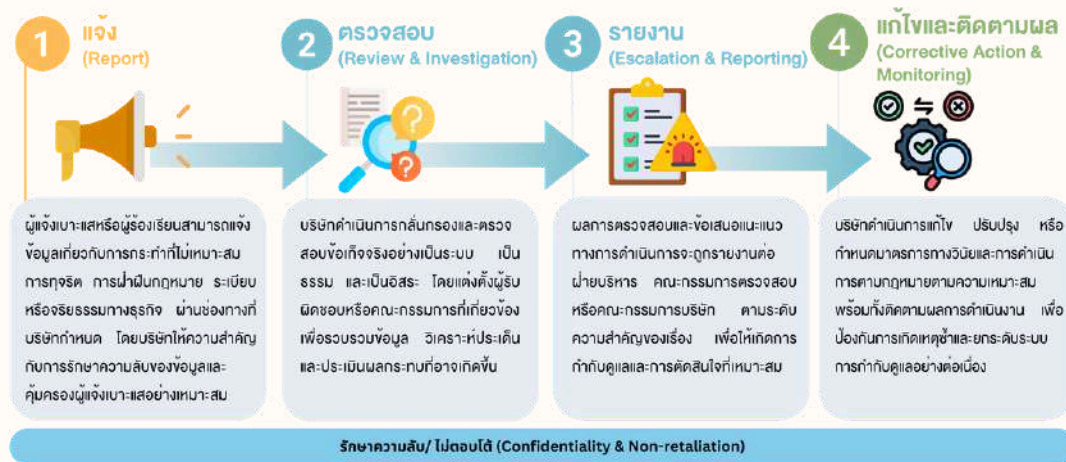 1
แจ้ง
(Report)
ผู้แจ้งเบาะแสหรือผู้ร้องเรียนสามารถแจ้ง
ข้อมูลเกี่ยวกับการกระทำที่ไม่เหมาะสม
การทุจริต การฝ่าฝืนกฎหมาย ระเบียบ
หรือจริยธรรมทางธุรกิจ ผ่านช่องทางที่
บริษัทกำหนด โดยบริษัทให้ความสำคัญ
กับการรักษาความลับของข้อมูลและ
คุ้มครองผู้แจ้งเบาะแสอย่างเหมาะสม
2
ตรวจสอบ
(Review & Investigation)
บริษัทดำเนินการกลั่นกรองและตรวจ
สอบข้อเท็จจริงอย่างเป็นระบบ เป็น
ธรรม และเป็นอิสระ โดยแต่งตั้งผู้รับ
ผิดชอบหรือคณะกรรมการที่เกี่ยวข้อง
เพื่อรวบรวมข้อมูล วิเคราะห์ประเด็น
และประเมินผลกระทบที่อาจเกิดขึ้น
3
รายงาน
(Escalation & Reporting)
ผลการตรวจสอบและข้อเสนอแนะแนว
ทางการดำเนินการจะถูกรายงานต่อ
ฝ่ายบริหาร คณะกรรมการตรวจสอบ
หรือคณะกรรมการบริษัท ตามระดับ
ความสำคัญของเรื่อง เพื่อให้เกิดการ
กำกับดูแลและการตัดสินใจที่เหมาะสม
4
แก้ไขและติดตามผล
(Corrective Action &
Monitoring)
บริษัทดำเนินการแก้ไข ปรับปรุง หรือ
กำหนดมาตรการทางวินัยและการดำเนิน
การตามกฎหมายตามความเหมาะสม
พร้อมทั้งติดตามผลการดำเนินงาน เพื่อ
ป้องกันการเกิดเหตุซ้ำและยกระดับระบบ
การกำกับดูแลอย่างต่อเนื่อง
รักษาความลับ/ ไม่ตอบโต้ (Confidentiality & Non-retaliation)